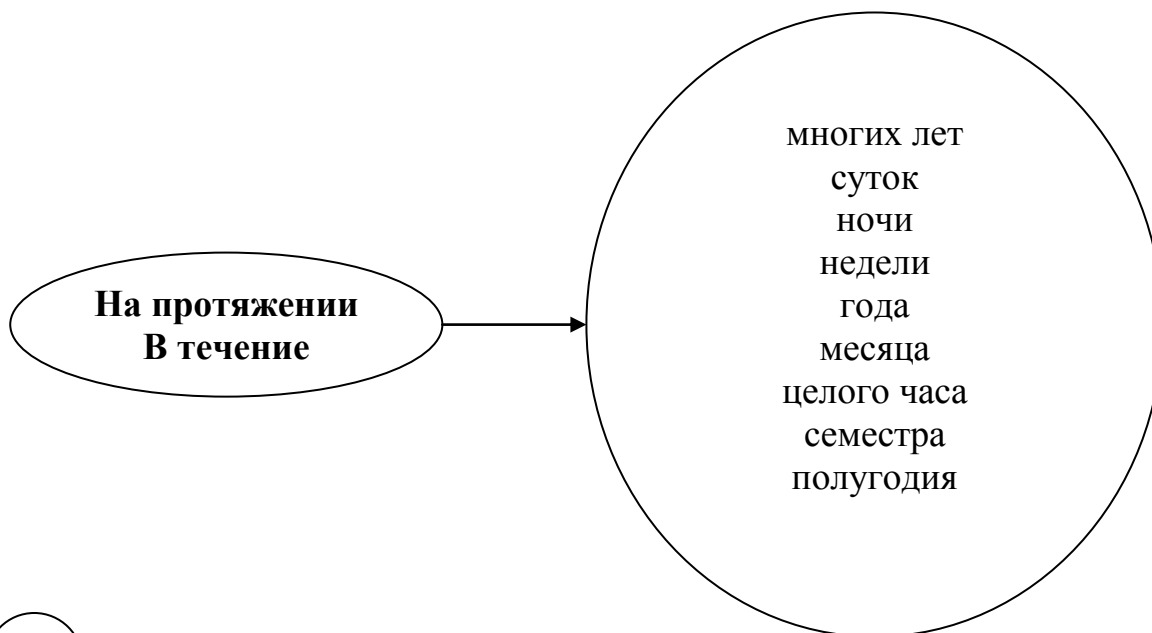 На протяжении
В течение
многих лет
суток
ночи
недели
года
месяца
целого часа
семестра
полугодия